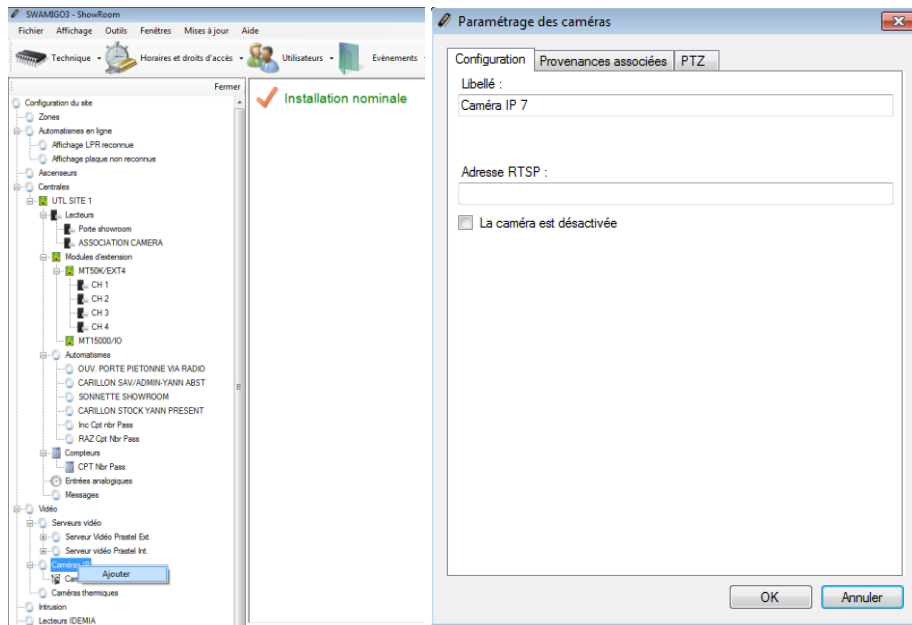 SWAMIGO3 - ShowRoom
Fichier Affichage Outils Fenêtres Mises à jour Aide
Technique Horaires et droits d'accès Utilisateurs Evénements
Fermer
Installation nominale
Configuration du site
Zones
Automatismes en ligne
Affichage LPR reconnue
Affichage plaque non reconnue
Ascenseurs
Centrales
UTL SITE 1
Lecteurs
Porte showroom
ASSOCIATION CAMERA
Modules d'extension
MT50K/EXT4
CH 1
CH 2
CH 3
CH 4
MT15000/IO
Automatismes
OUV. PORTE PIETONNE VIA RADIO
CARILLON SAV/ADMIN-YANN ABST
SONNETTE SHOWROOM
CARILLON STOCK YANN PRESENT
Inc Cpt nbr Pass
RAZ Cpt Nbr Pass
Compteurs
CPT Nbr Pass
Entrées analogiques
Messages
Vidéo
Serveurs vidéo
Serveur Vidéo Prastel Ext.
Serveur vidéo Prastel Int.
Caméras IP
Ajouter
Cam
Caméras thermiques
Intrusion
Lecteurs IDEMIA
Paramétrage des caméras
Configuration Provenances associées PTZ
Libellé :
Caméra IP 7
Adresse RTSP :
La caméra est désactivée
OK Annuler